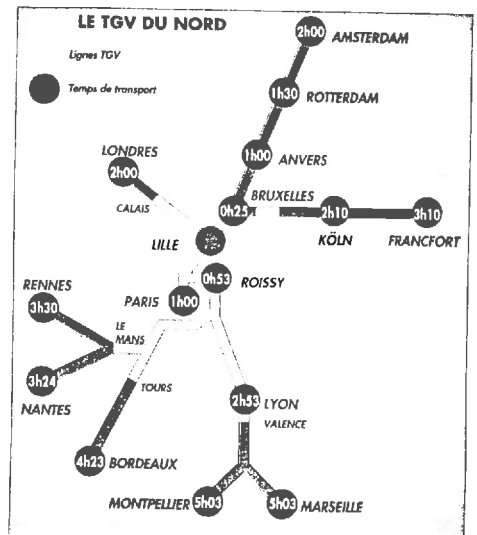 LE TGV DU NORD
Lignes TGV
Temps de transport
2h00 AMSTERDAM
1h30 ROTTERDAM
1h00 ANVERS
LONDRES
2h00
CALAIS
BRUXELLES
0h25
2h10
3h10
KÖLN
FRANCFORT
LILLE
0h53 ROISSY
PARIS 1h00
RENNES
3h30
LE
MANS
3h24
NANTES
TOURS
2h53 LYON
VALENCE
4h23 BORDEAUX
MONTPELLIER 5h03
5h03 MARSEILLE